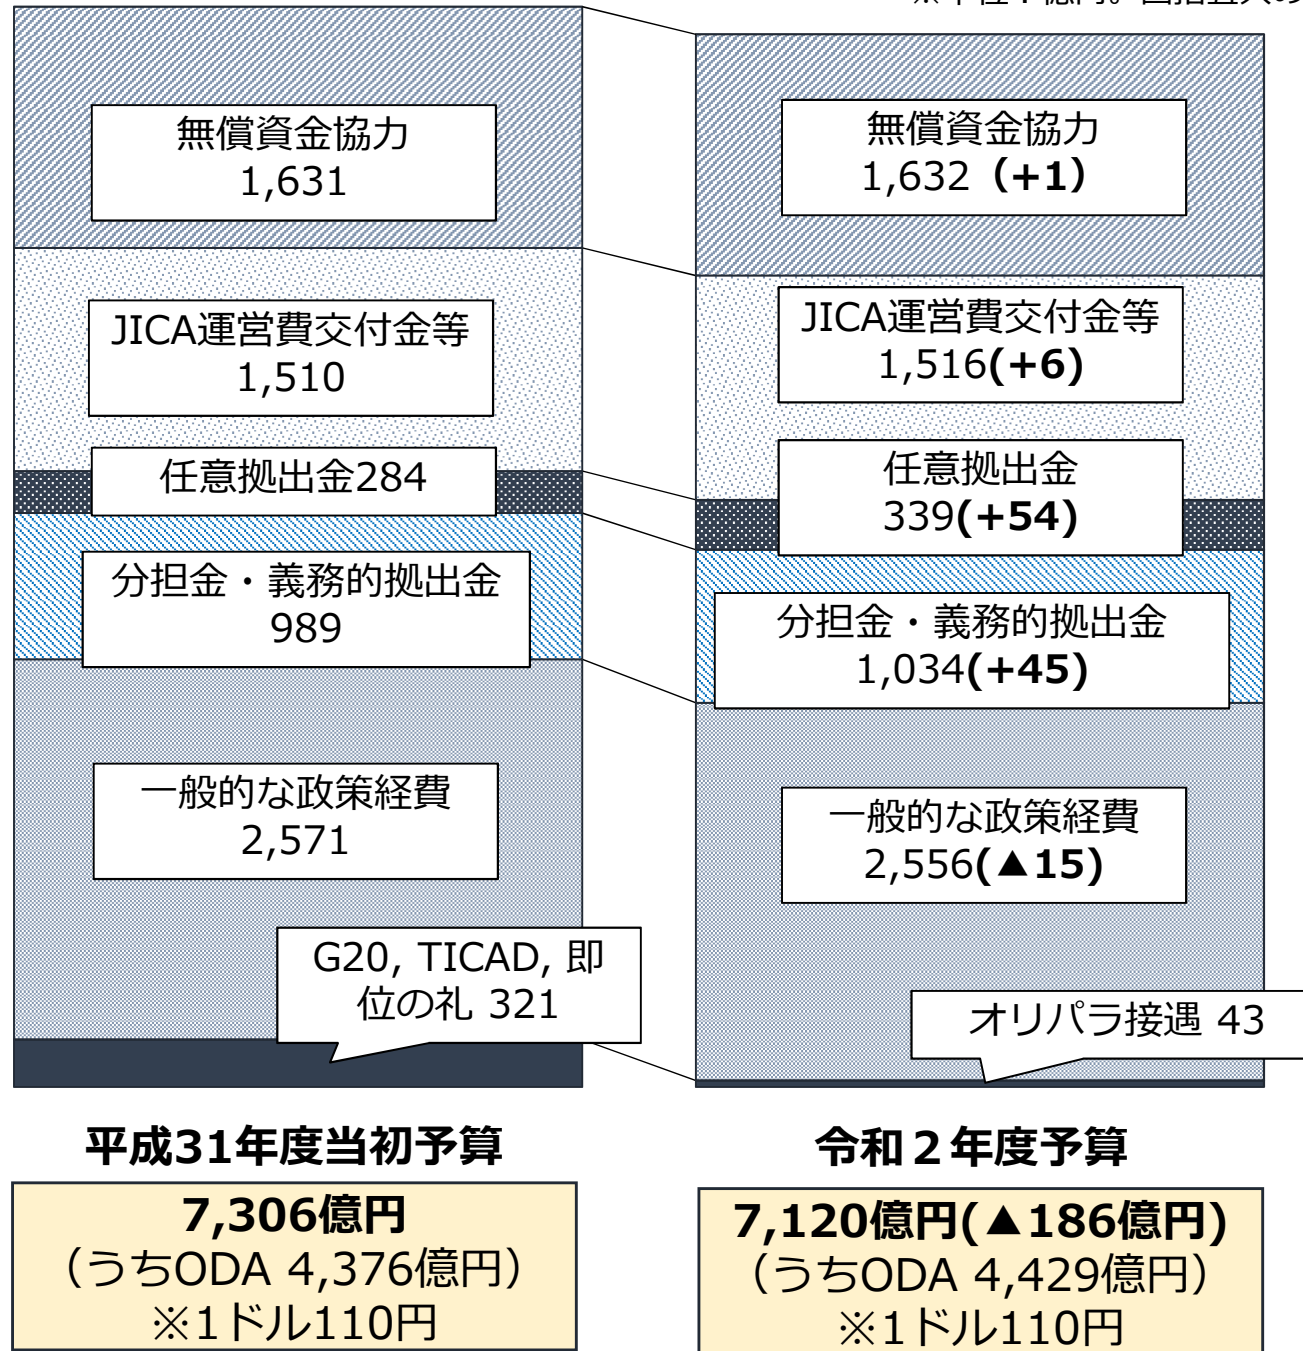 無償資金協力
1,631
JICA運営費交付金等
1,510
任意拠出金284
分担金・義務的拠出金
989
一般的な政策経費
2,571
G20, TICAD, 即
位の礼 321
平成31年度当初予算
7,306億円
（うちODA 4,376億円）
※1ドル110円
無償資金協力
1,632（+1）
JICA運営費交付金等
1,516(+6)
任意拠出金
339(+54)
分担金・義務的拠出金
1,034(+45)
一般的な政策経費
2,556(▲15)
オリパラ接遇 43
令和２年度予算
7,120億円(▲186億円)
（うちODA 4,429億円）
※1ドル110円